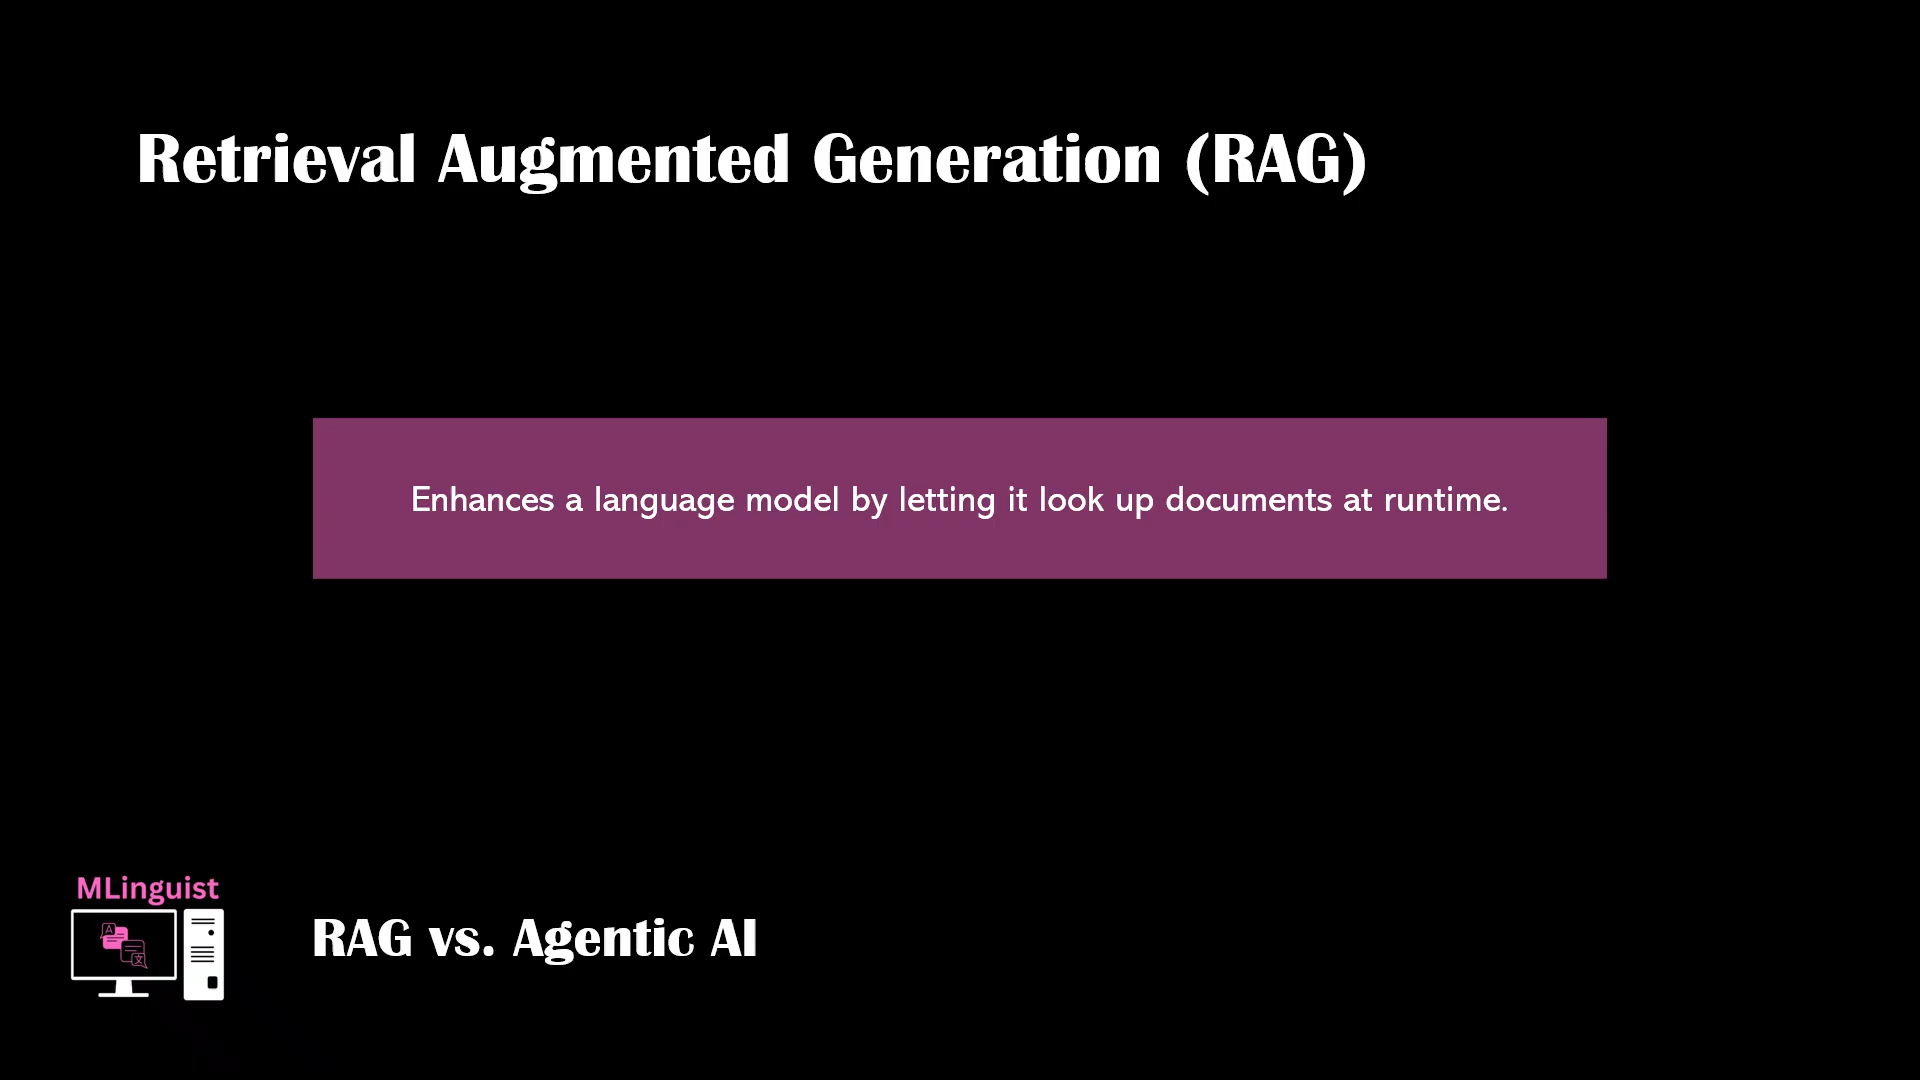 Retrieval Augmented Generation (RAG)
Enhances a language model by letting it look up documents at runtime.
MLinguist
A
文
RAG vs. Agentic AI